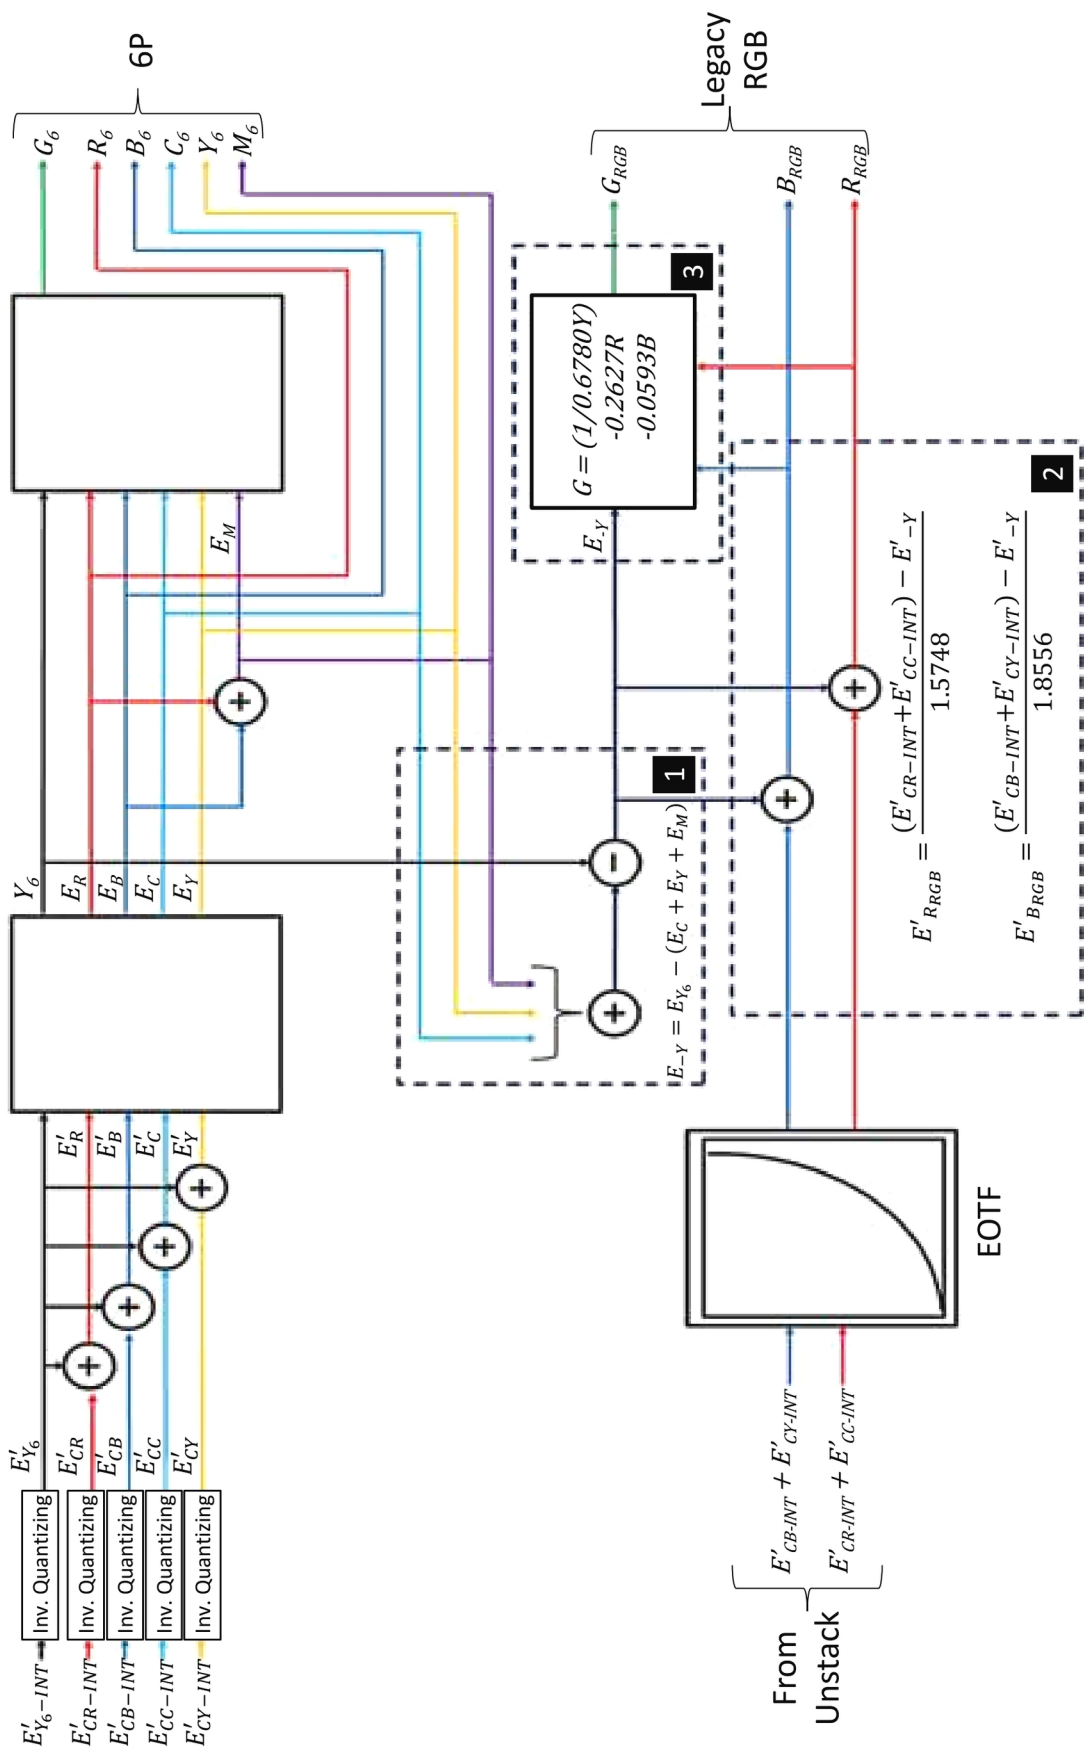 E'Y6−INT
E'CR−INT
E'CB−INT
E'CC−INT
E'CY−INT
Inv. Quantizing
Inv. Quantizing
Inv. Quantizing
Inv. Quantizing
Inv. Quantizing
E'Y6
E'CR
E'CB
E'CC
E'CY
+
+
+
+
E'R
E'B
E'C
E'Y
Y6
ER
EB
EC
EY
+
EM
G6
R6
B6
C6
Y6
M6
6P
+
−
1
E−Y = EY6 − (EC + EY + EM)
E-Y
G = (1/0.6780Y)
-0.2627R
-0.0593B
3
GRGB
BRGB
RRGB
Legacy
RGB
From
Unstack
E'CB-INT + E'CY-INT
E'CR-INT + E'CC-INT
EOTF
+
+
E'RRGB = (E'CR−INT+E'CC−INT) − E'−Y
1.5748
E'BRGB = (E'CB−INT+E'CY−INT) − E'−Y
1.8556
2